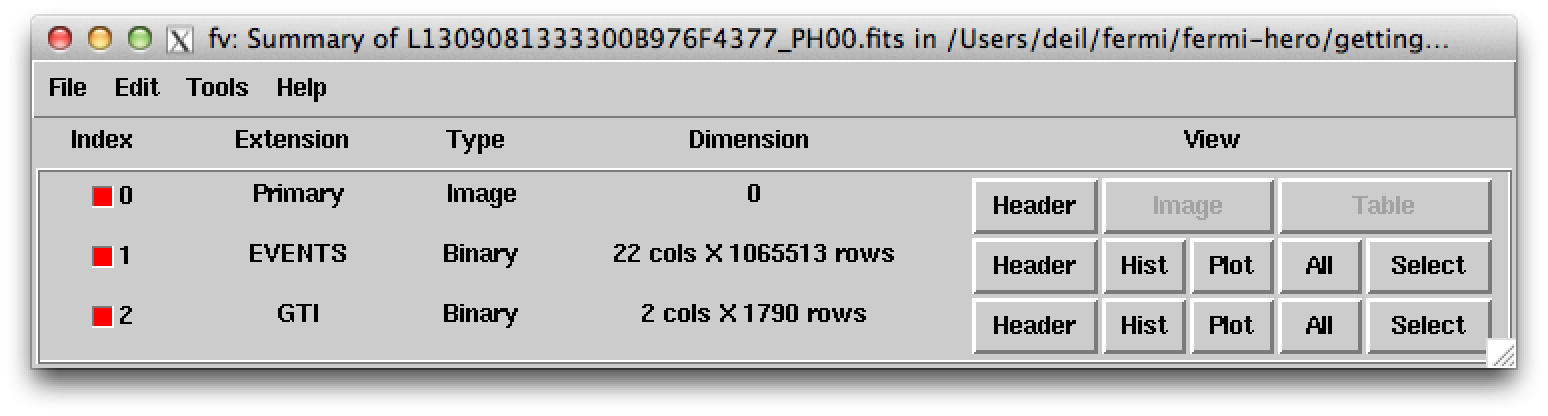 fv: Summary of L1309081333300B976F4377_PH00.fits in /Users/deil/fermi/fermi-hero/getting...
File Edit Tools Help
Index Extension Type Dimension View
0 Primary Image 0 Header Image Table
1 EVENTS Binary 22 cols X 1065513 rows Header Hist Plot All Select
2 GTI Binary 2 cols X 1790 rows Header Hist Plot All Select